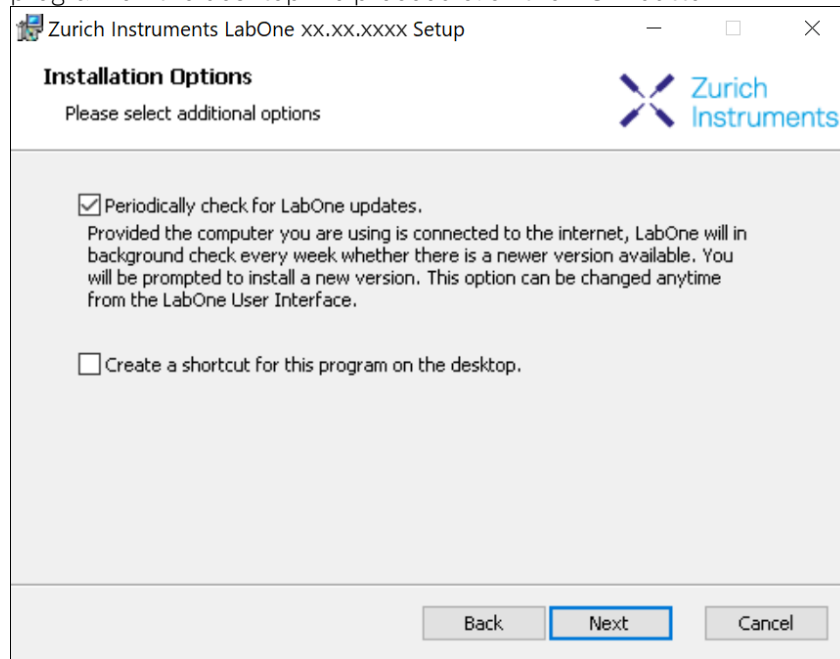 Zurich Instruments LabOne xx.xx.xxxx Setup
Installation Options
Please select additional options
Zurich
Instruments
Periodically check for LabOne updates.
Provided the computer you are using is connected to the internet, LabOne will in
background check every week whether there is a newer version available. You
will be prompted to install a new version. This option can be changed anytime
from the LabOne User Interface.
Create a shortcut for this program on the desktop.
Back Next Cancel